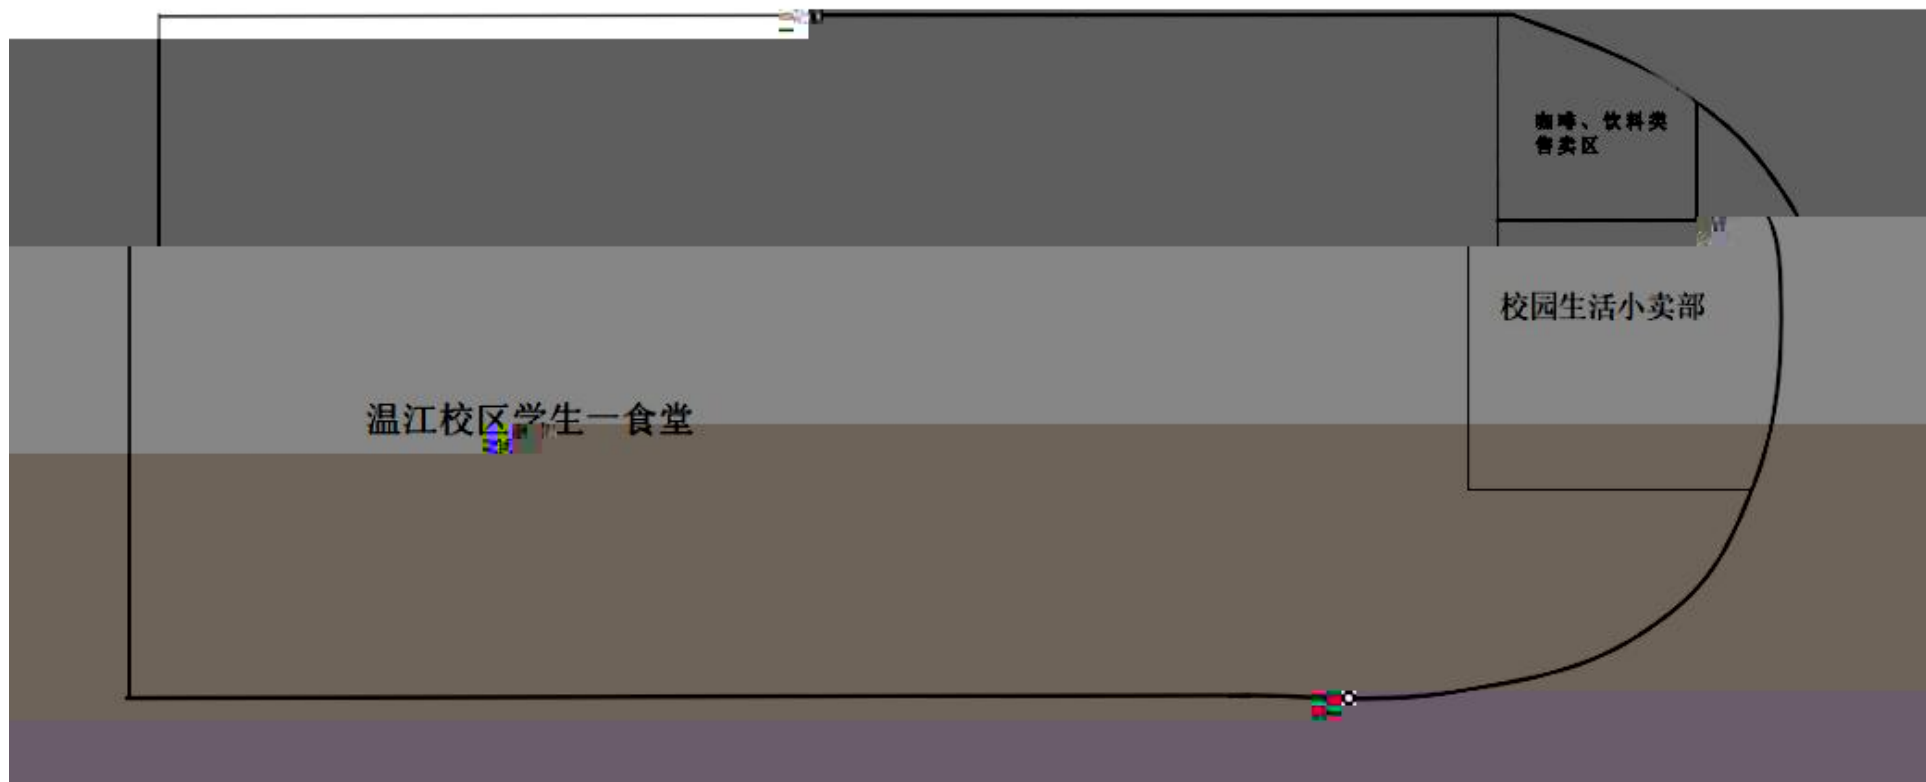 咖啡、饮料类
售卖区
校园生活小卖部
温江校区学生一食堂